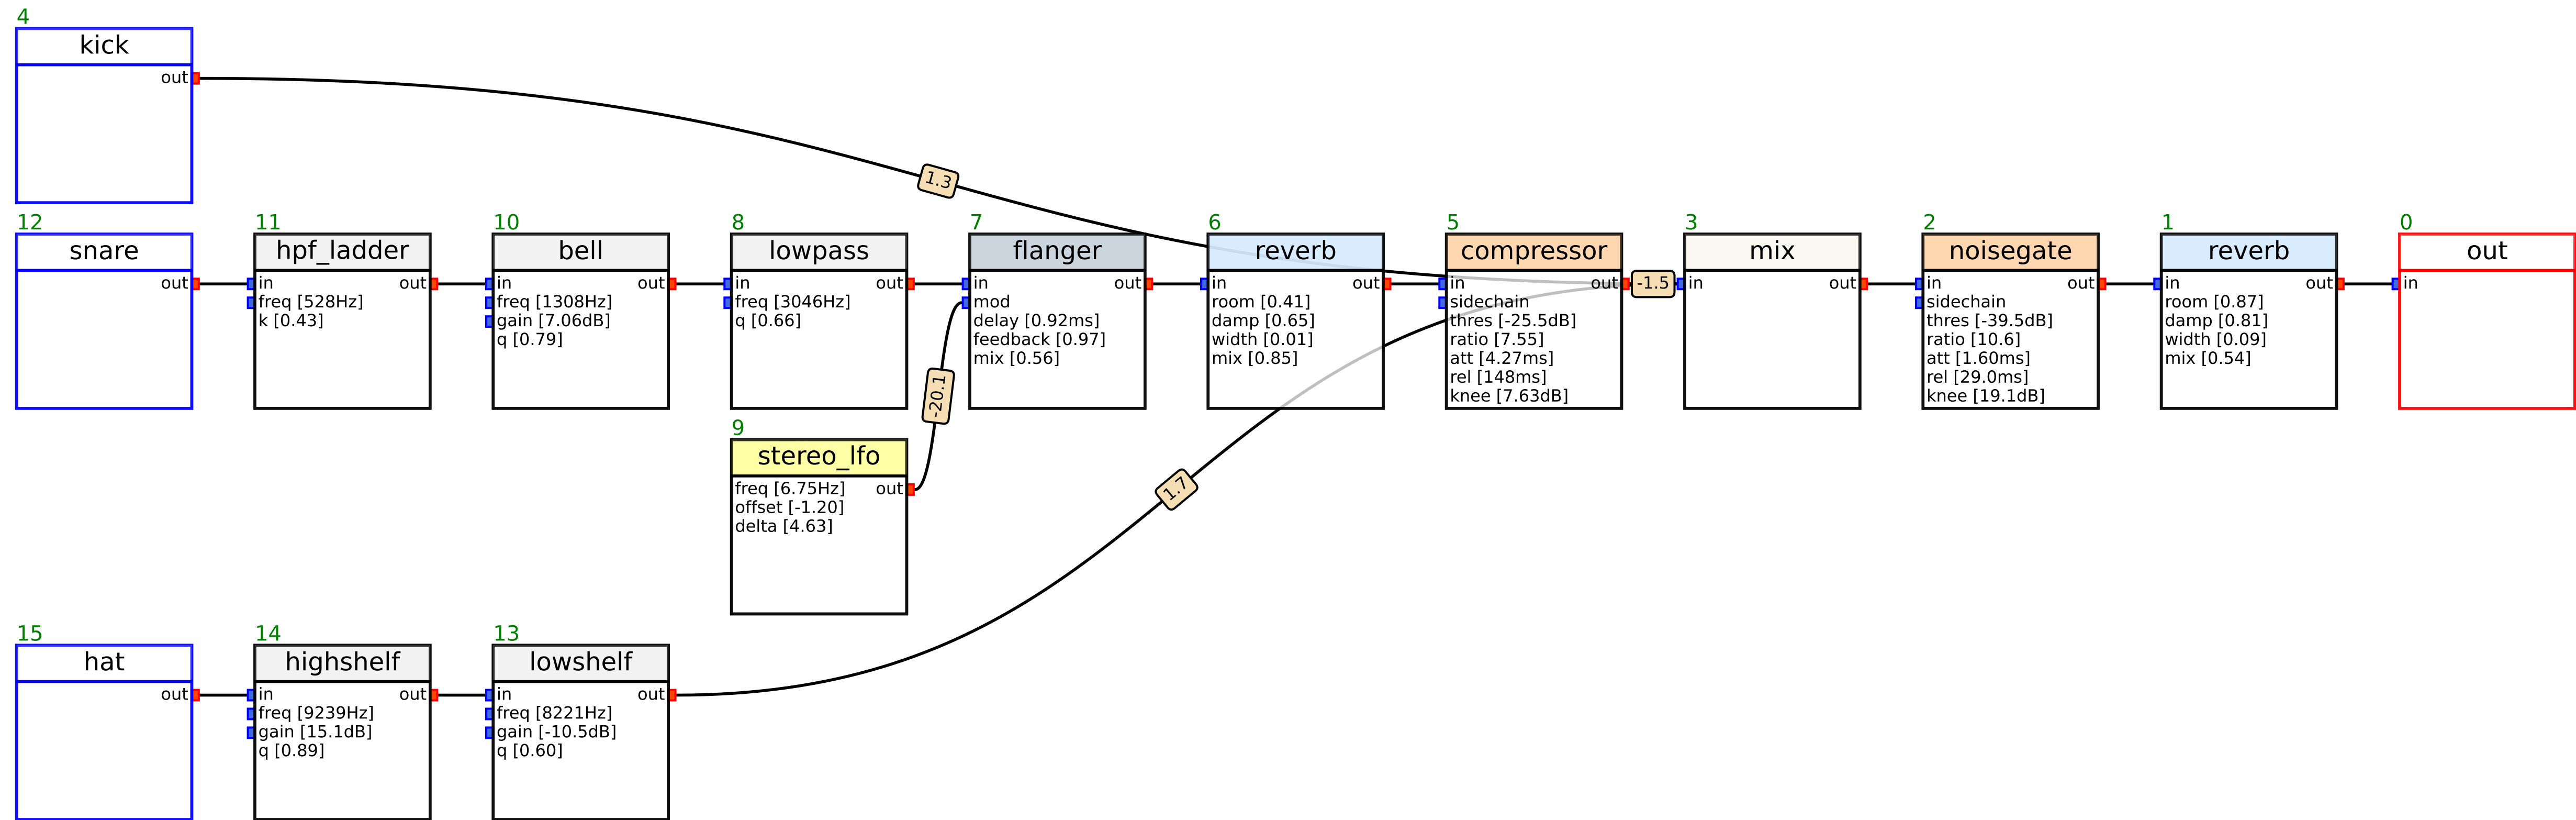 4
kick
out
1.3
12
snare
out
11
hpf_ladder
in out
freq [528Hz]
k [0.43]
10
bell
in out
freq [1308Hz]
gain [7.06dB]
q [0.79]
8
lowpass
in out
freq [3046Hz]
q [0.66]
7
flanger
in out
mod
delay [0.92ms]
feedback [0.97]
mix [0.56]
6
reverb
in out
room [0.41]
damp [0.65]
width [0.01]
mix [0.85]
5
compressor
in out
sidechain
thres [-25.5dB]
ratio [7.55]
att [4.27ms]
rel [148ms]
knee [7.63dB]
-1.5
3
mix
in out
2
noisegate
in out
sidechain
thres [-39.5dB]
ratio [10.6]
att [1.60ms]
rel [29.0ms]
knee [19.1dB]
1
reverb
in out
room [0.87]
damp [0.81]
width [0.09]
mix [0.54]
0
out
in
-20.1
9
stereo_lfo
freq [6.75Hz] out
offset [-1.20]
delta [4.63]
1.7
15
hat
out
14
highshelf
in out
freq [9239Hz]
gain [15.1dB]
q [0.89]
13
lowshelf
in out
freq [8221Hz]
gain [-10.5dB]
q [0.60]